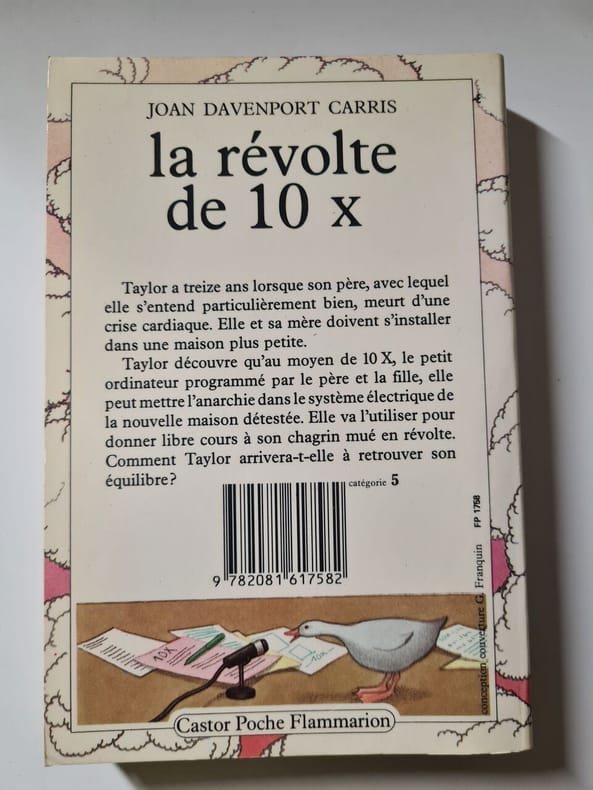 JOAN DAVENPORT CARRIS
la révolte
de 10 x
Taylor a treize ans lorsque son père, avec lequel
elle s'entend particulièrement bien, meurt d'une
crise cardiaque. Elle et sa mère doivent s'installer
dans une maison plus petite.
Taylor découvre qu'au moyen de 10 X, le petit
ordinateur programmé par le père et la fille, elle
peut mettre l'anarchie dans le système électrique de
la nouvelle maison détestée. Elle va l'utiliser pour
donner libre cours à son chagrin mué en révolte.
Comment Taylor arrivera-t-elle à retrouver son
équilibre?
catégorie 5
9 782081 617582
FP 1758
conception couverture G. Franquin
10X
10X
Castor Poche Flammarion